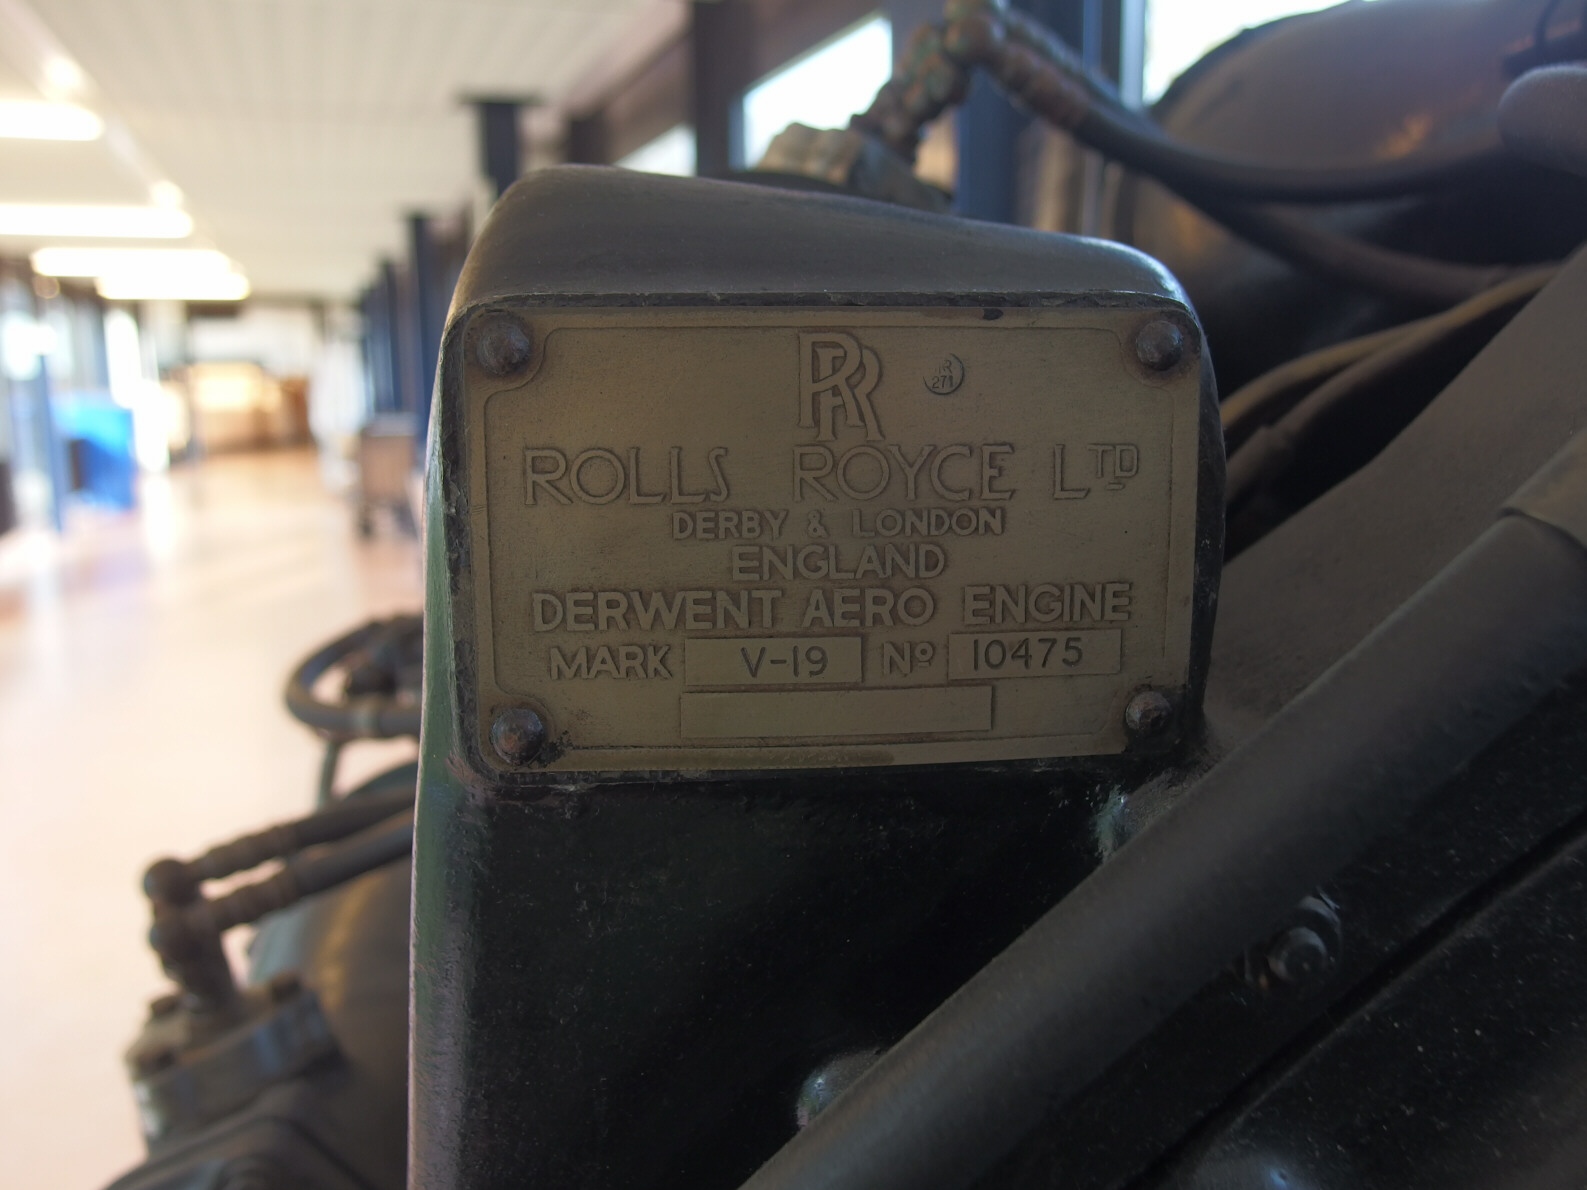 RR
R 271
ROLLS ROYCE LTD
DERBY & LONDON
ENGLAND
DERWENT AERO ENGINE
MARK V-19 Nº 10475